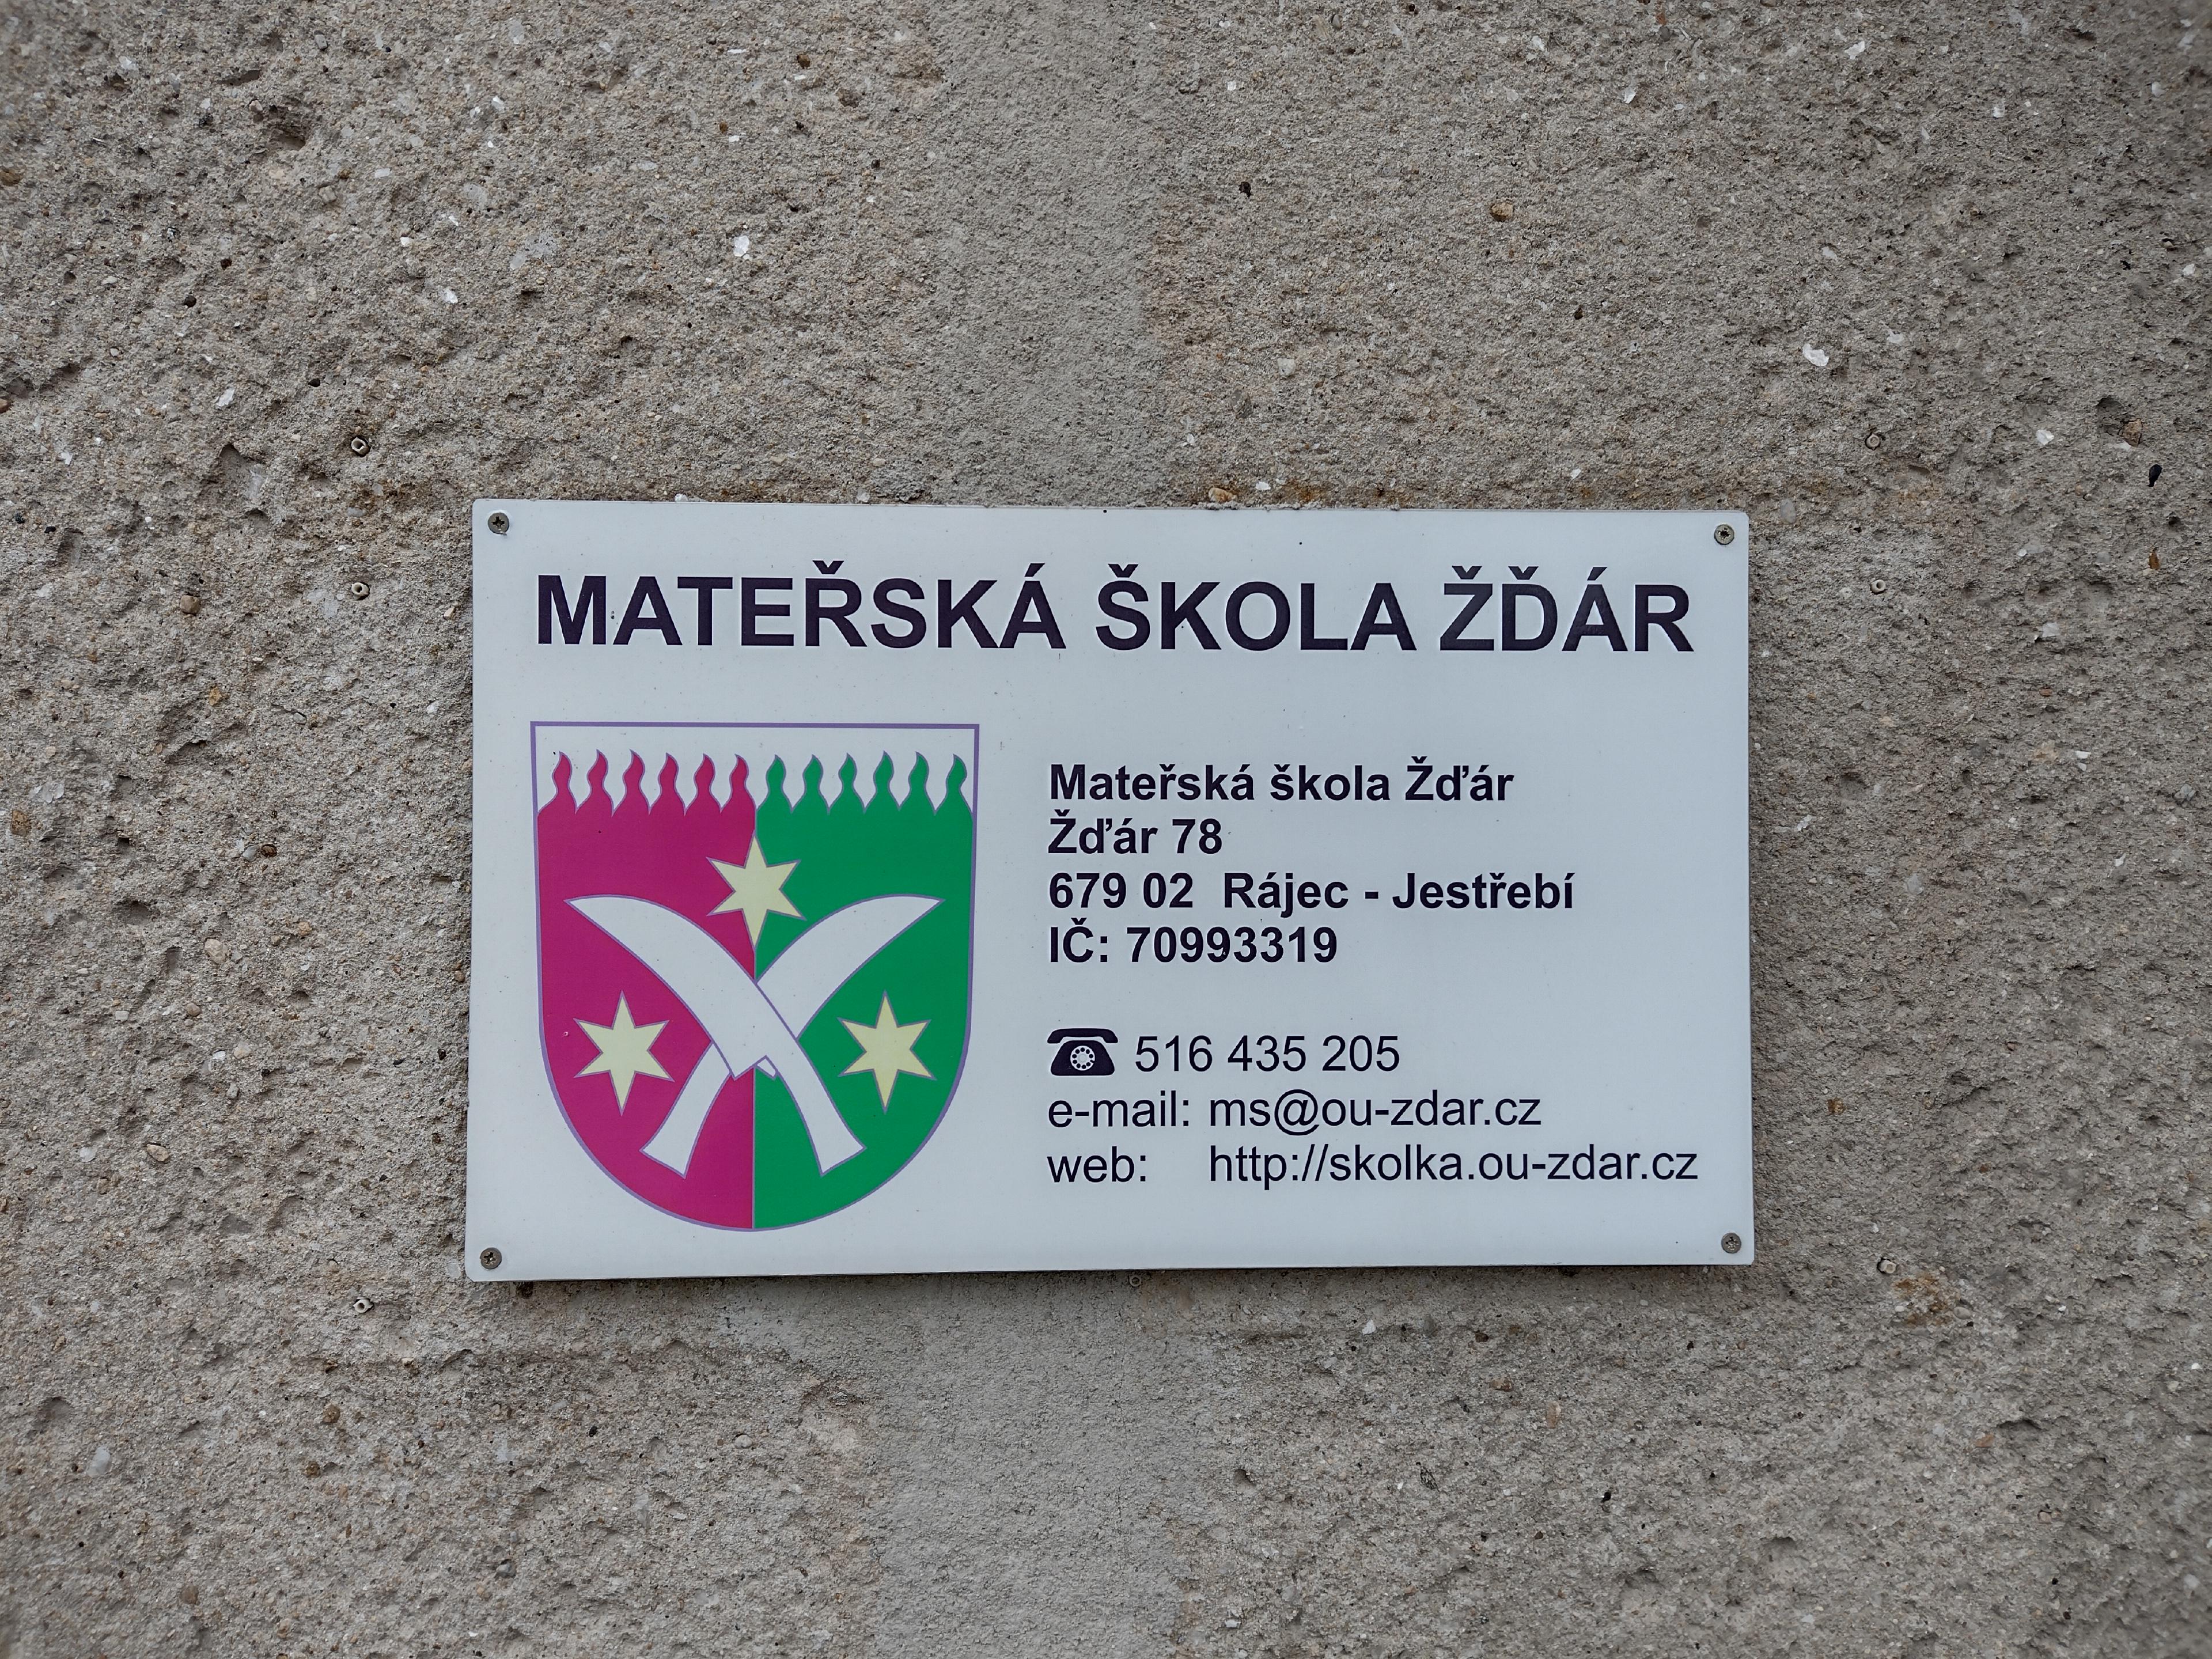 MATEŘSKÁ ŠKOLA ŽĎÁR
Mateřská škola Žďár
Žďár 78
679 02 Rájec - Jestřebí
IČ: 70993319
☎ 516 435 205
e-mail: ms@ou-zdar.cz
web: http://skolka.ou-zdar.cz